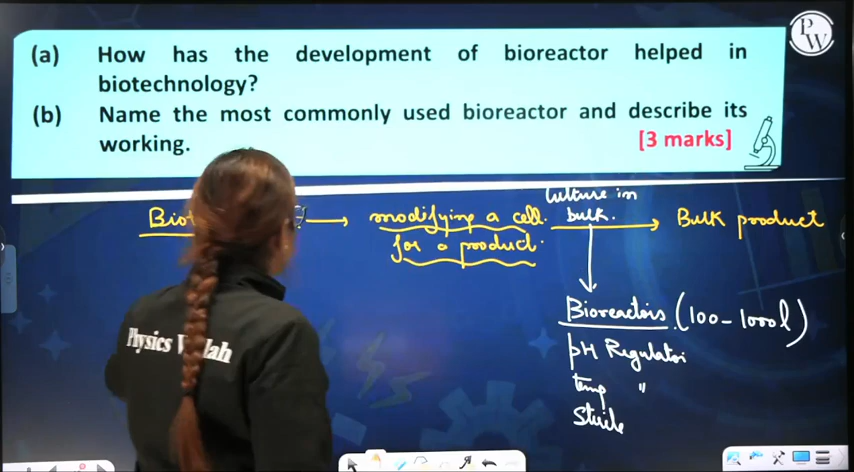 P
W
(a) How has the development of bioreactor helped in
biotechnology?
(b) Name the most commonly used bioreactor and describe its
working. [3 marks]
Culture in
Biot → modifying a cell bulk. → Bulk product
for a product.
Bioreactors (100-1000l)
pH Regulator
temp "
Sterile
Physics W lah